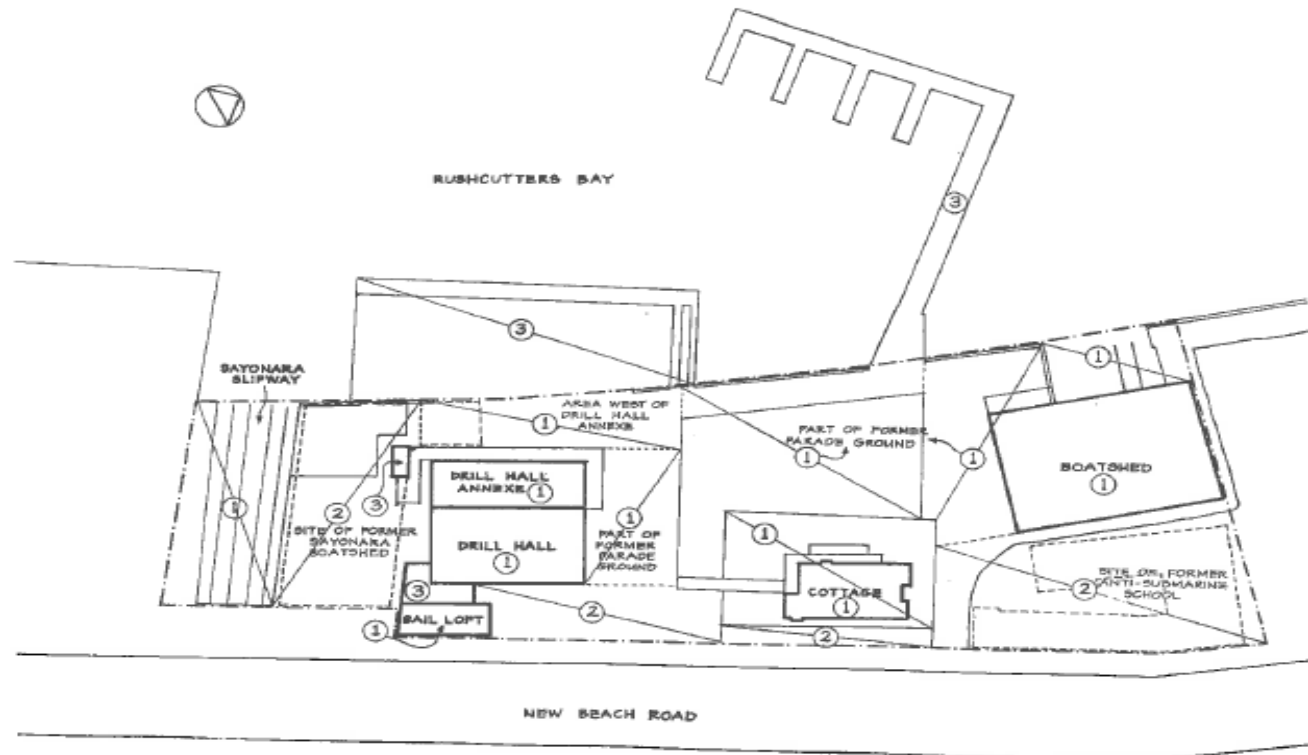 RUSHCUTTERS BAY
3
3
SAYONARA
SLIPWAY
1
AREA WEST OF
DRILL HALL
ANNEXE
1
PART OF FORMER
PARADE GROUND
1
1
1
BOATSHED
1
DRILL HALL
ANNEXE 1
3
1
2
SITE OF FORMER
SAYONARA
BOATSHED
1
PART OF
FORMER
PARADE
GROUND
DRILL HALL
1
1
COTTAGE
1
SITE OF FORMER
ANTI-SUBMARINE
SCHOOL
2
3
SAIL LOFT
1
2
2
NEW BEACH ROAD